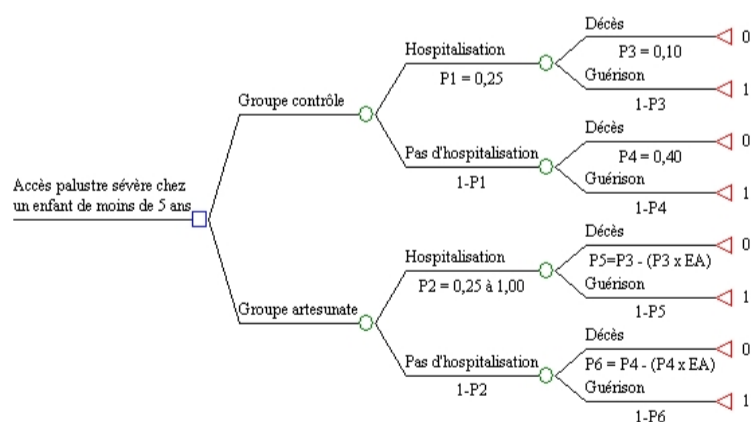 Accès palustre sévère chez
un enfant de moins de 5 ans
Groupe contrôle
Hospitalisation
P1 = 0,25
Décès
P3 = 0,10
0
Guérison
1-P3
1
Pas d'hospitalisation
1-P1
Décès
P4 = 0,40
0
Guérison
1-P4
1
Groupe artesunate
Hospitalisation
P2 = 0,25 à 1,00
Décès
P5=P3 - (P3 x EA)
0
Guérison
1-P5
1
Pas d'hospitalisation
1-P2
Décès
P6 = P4 - (P4 x EA)
0
Guérison
1-P6
1